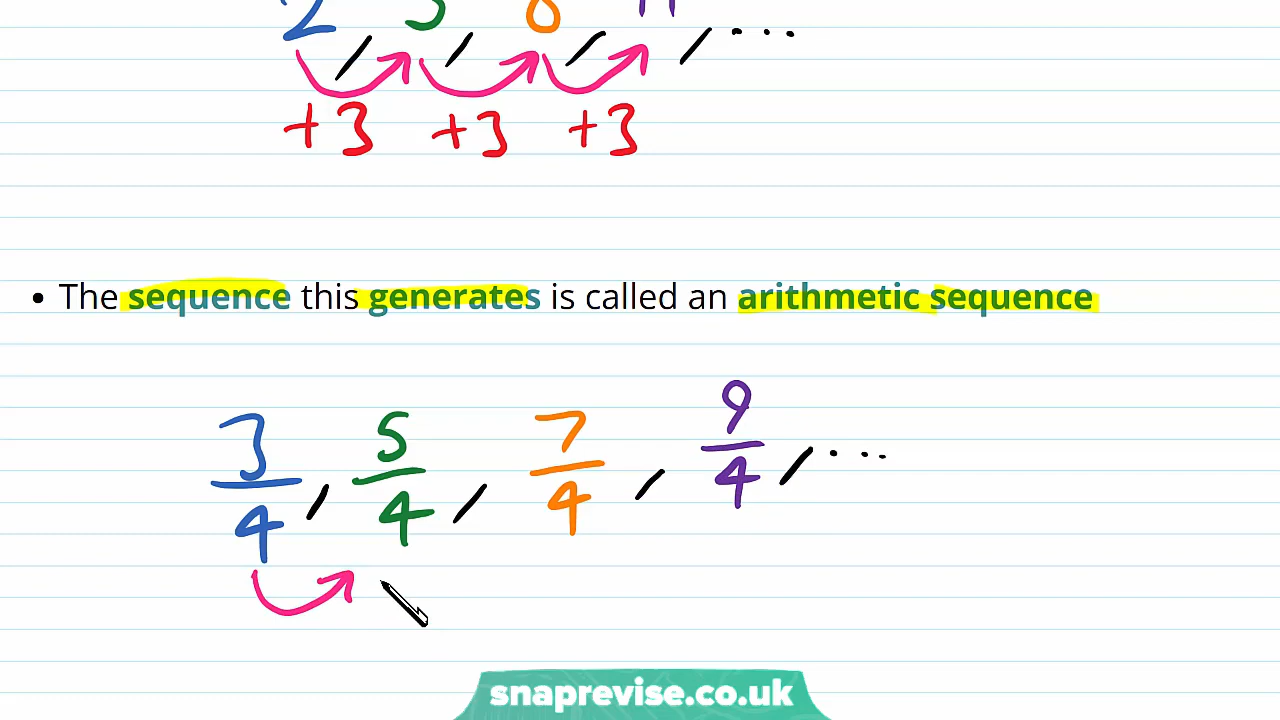 2, 5, 8, 11, ...
+3 +3 +3
• The sequence this generates is called an arithmetic sequence
3/4, 5/4, 7/4, 9/4, ...
snaprevise.co.uk